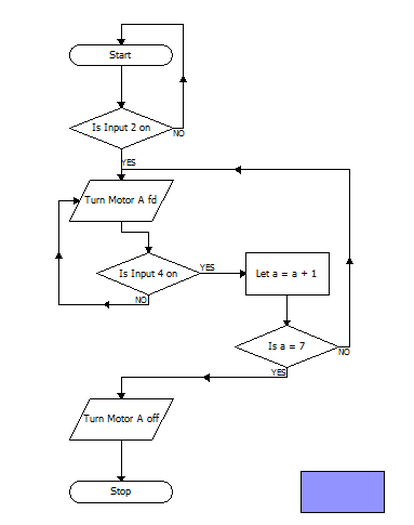 Start
Is Input 2 on
NO
YES
Turn Motor A fd
Is Input 4 on
YES
Let a = a + 1
NO
Is a = 7
NO
YES
Turn Motor A off
Stop